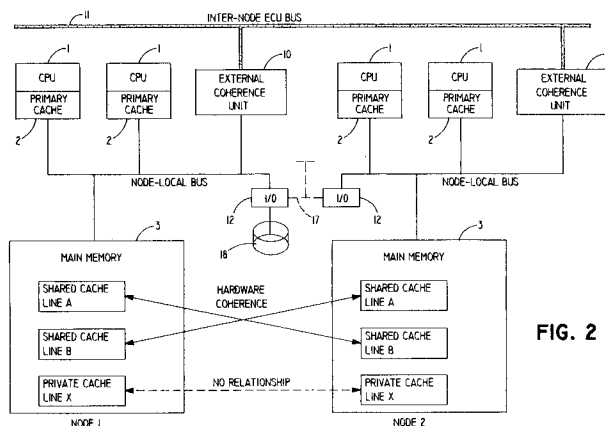 INTER-NODE ECU BUS
11
1
1
10
1
1
CPU
CPU
EXTERNAL COHERENCE UNIT
CPU
CPU
EXTERNAL COHERENCE UNIT
PRIMARY CACHE
PRIMARY CACHE
PRIMARY CACHE
PRIMARY CACHE
2
2
2
2
NODE-LOCAL BUS
NODE-LOCAL BUS
I/O
I/O
12
17
12
18
3
3
MAIN MEMORY
MAIN MEMORY
SHARED CACHE LINE A
HARDWARE COHERENCE
SHARED CACHE LINE A
SHARED CACHE LINE B
SHARED CACHE LINE B
PRIVATE CACHE LINE X
NO RELATIONSHIP
PRIVATE CACHE LINE X
NODE 1
NODE 2
FIG. 2